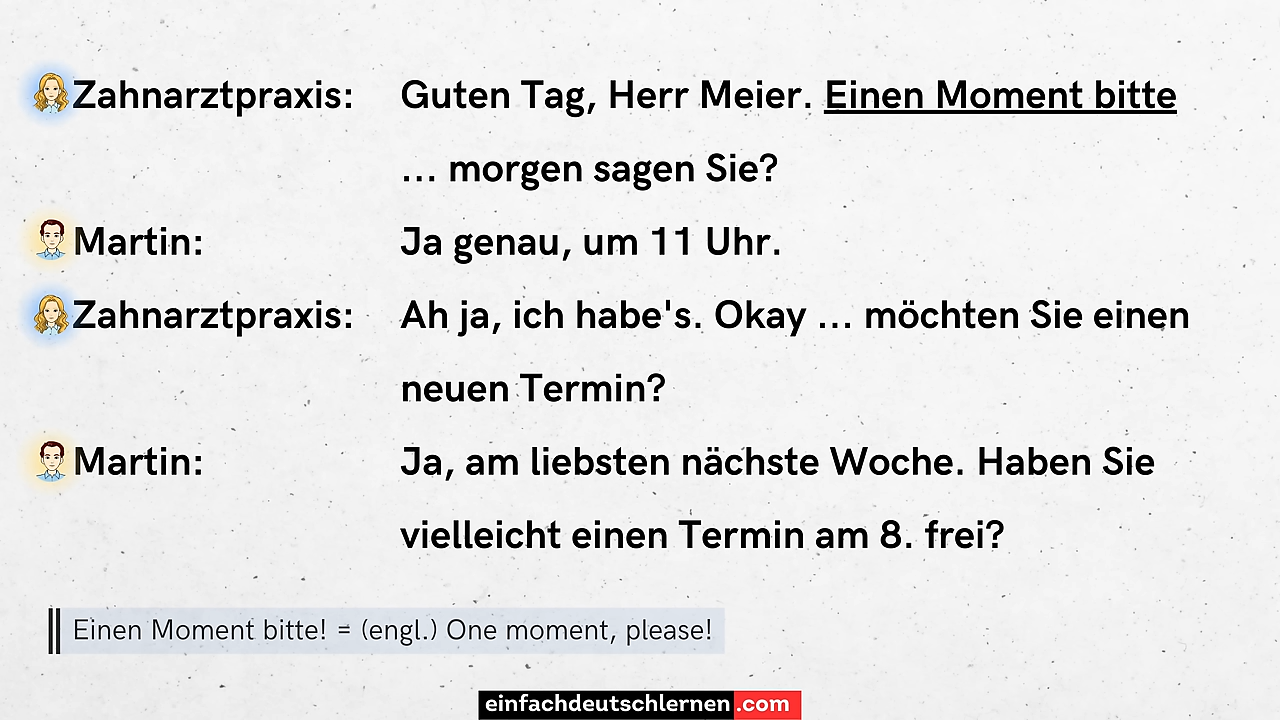 Zahnarztpraxis: Guten Tag, Herr Meier. Einen Moment bitte
... morgen sagen Sie?
Martin: Ja genau, um 11 Uhr.
Zahnarztpraxis: Ah ja, ich habe's. Okay ... möchten Sie einen
neuen Termin?
Martin: Ja, am liebsten nächste Woche. Haben Sie
vielleicht einen Termin am 8. frei?
Einen Moment bitte! = (engl.) One moment, please!
einfachdeutschlernen.com